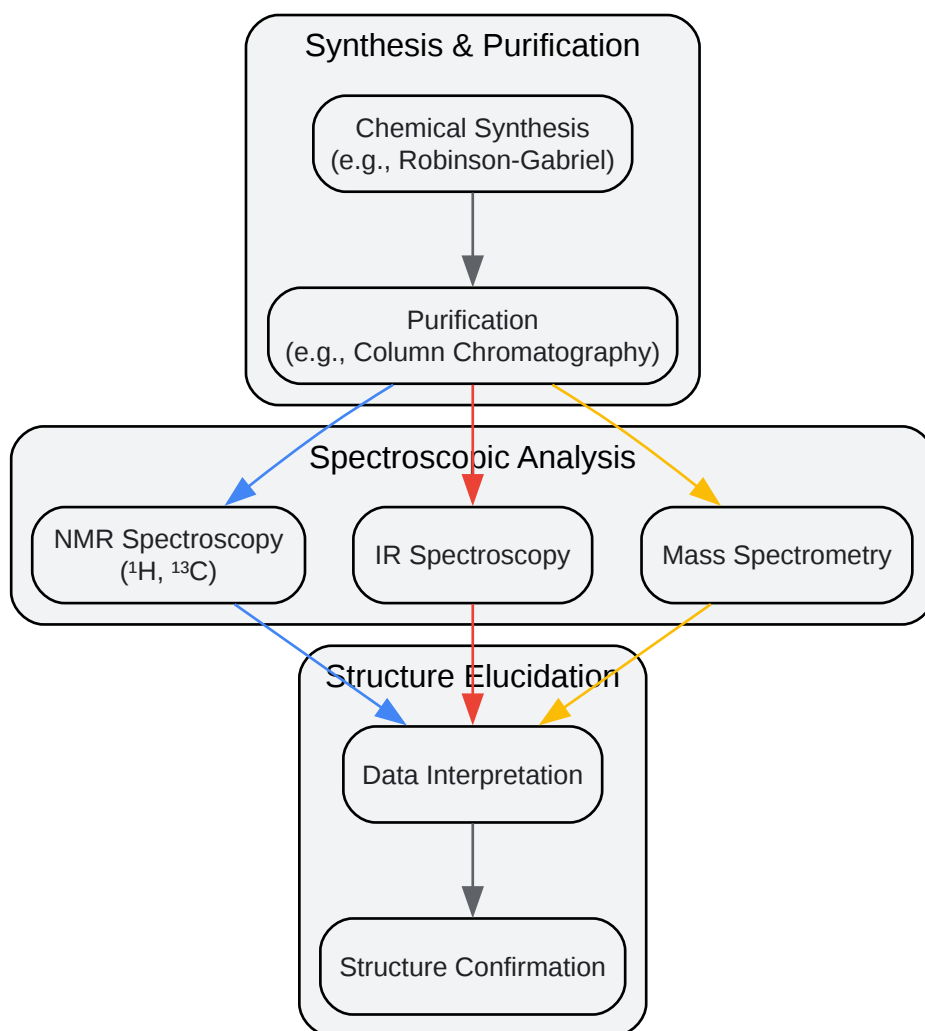 Synthesis & Purification
Chemical Synthesis
(e.g., Robinson-Gabriel)
Purification
(e.g., Column Chromatography)
Spectroscopic Analysis
NMR Spectroscopy
(¹H, ¹³C)
IR Spectroscopy
Mass Spectrometry
Structure Elucidation
Data Interpretation
Structure Confirmation